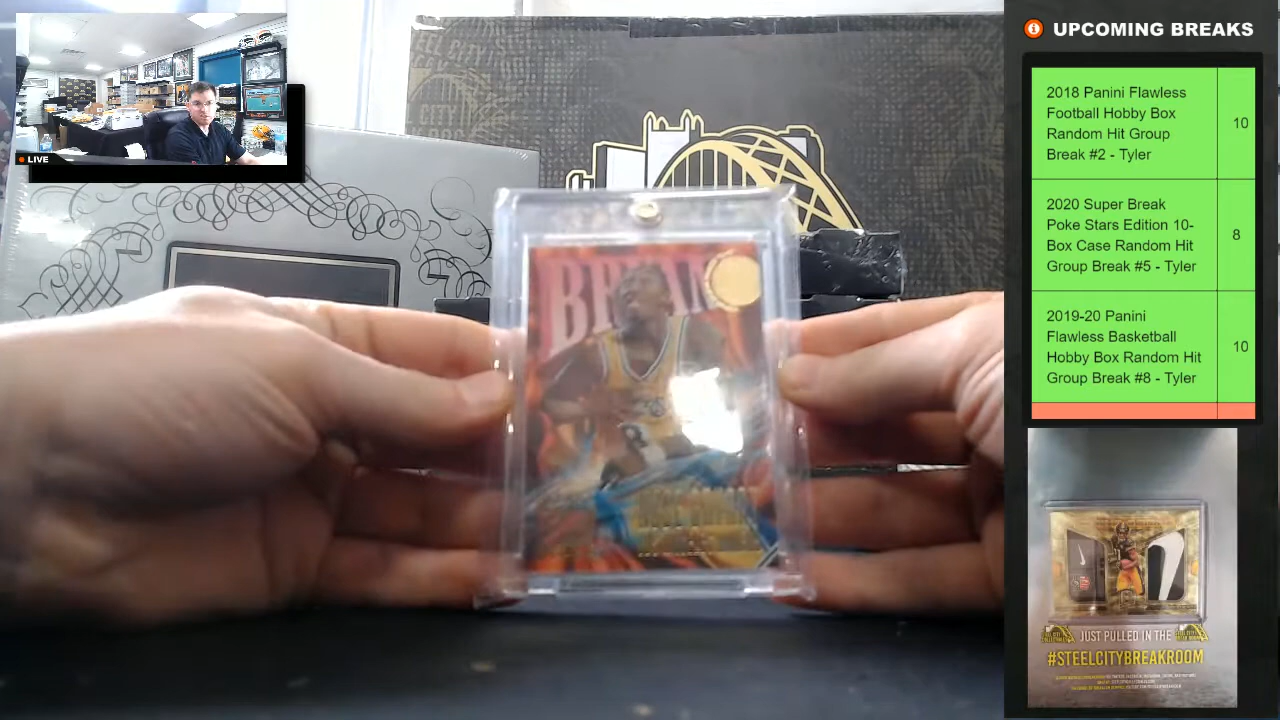 LIVE
BRYANT
8
UPCOMING BREAKS
2018 Panini Flawless
Football Hobby Box
Random Hit Group
Break #2 - Tyler
10
2020 Super Break
Poke Stars Edition 10-
Box Case Random Hit
Group Break #5 - Tyler
8
2019-20 Panini
Flawless Basketball
Hobby Box Random Hit
Group Break #8 - Tyler
10
JUST PULLED IN THE
#STEELCITYBREAKROOM